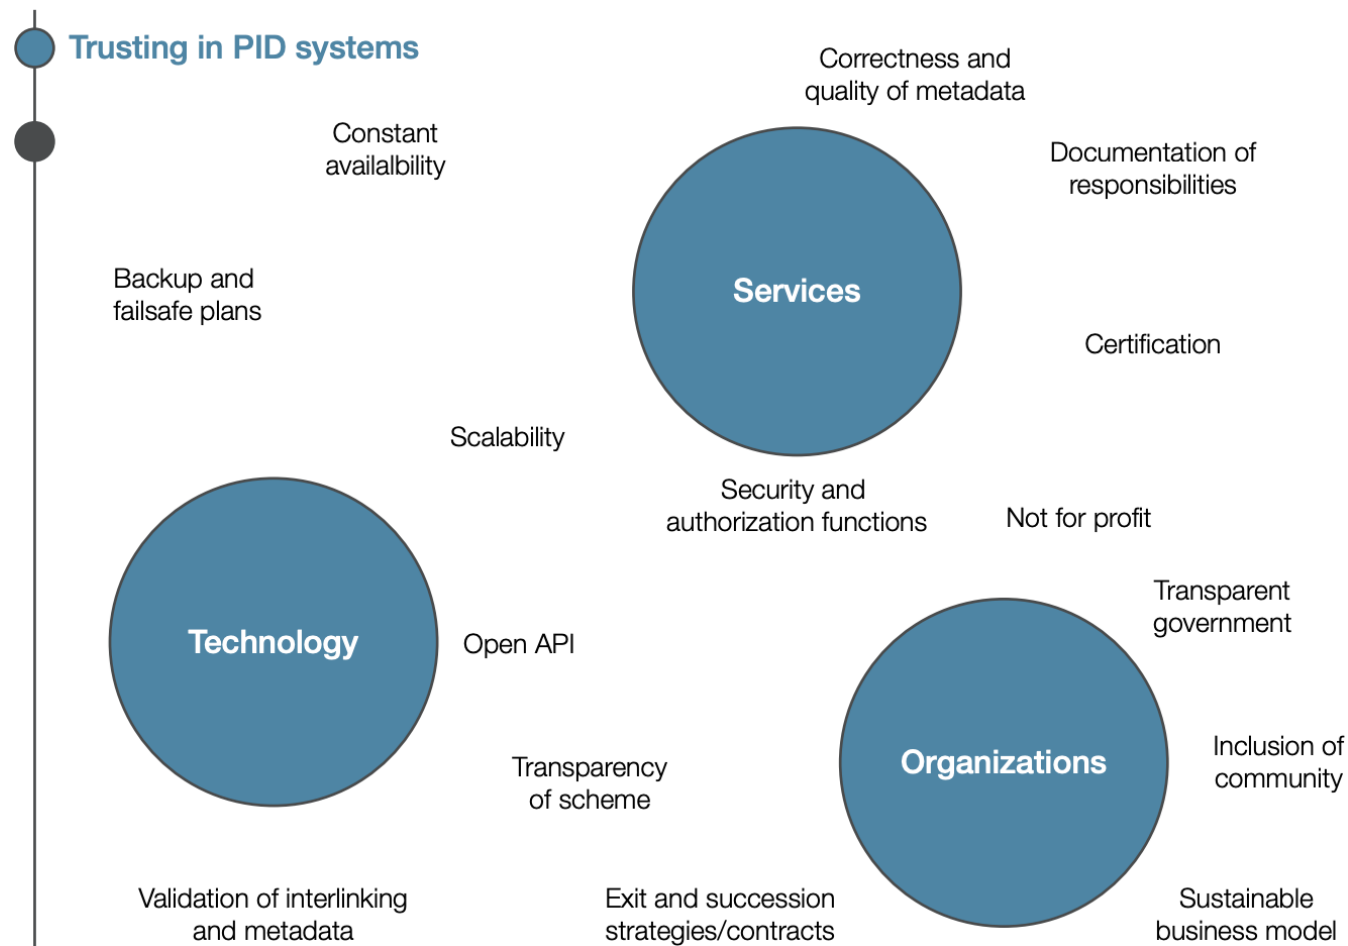 Trusting in PID systems
Correctness and
quality of metadata
Constant
availalbility
Documentation of
responsibilities
Backup and
failsafe plans
Services
Certification
Scalability
Security and
authorization functions
Not for profit
Transparent
government
Technology
Open API
Organizations
Inclusion of
community
Transparency
of scheme
Validation of interlinking
and metadata
Exit and succession
strategies/contracts
Sustainable
business model